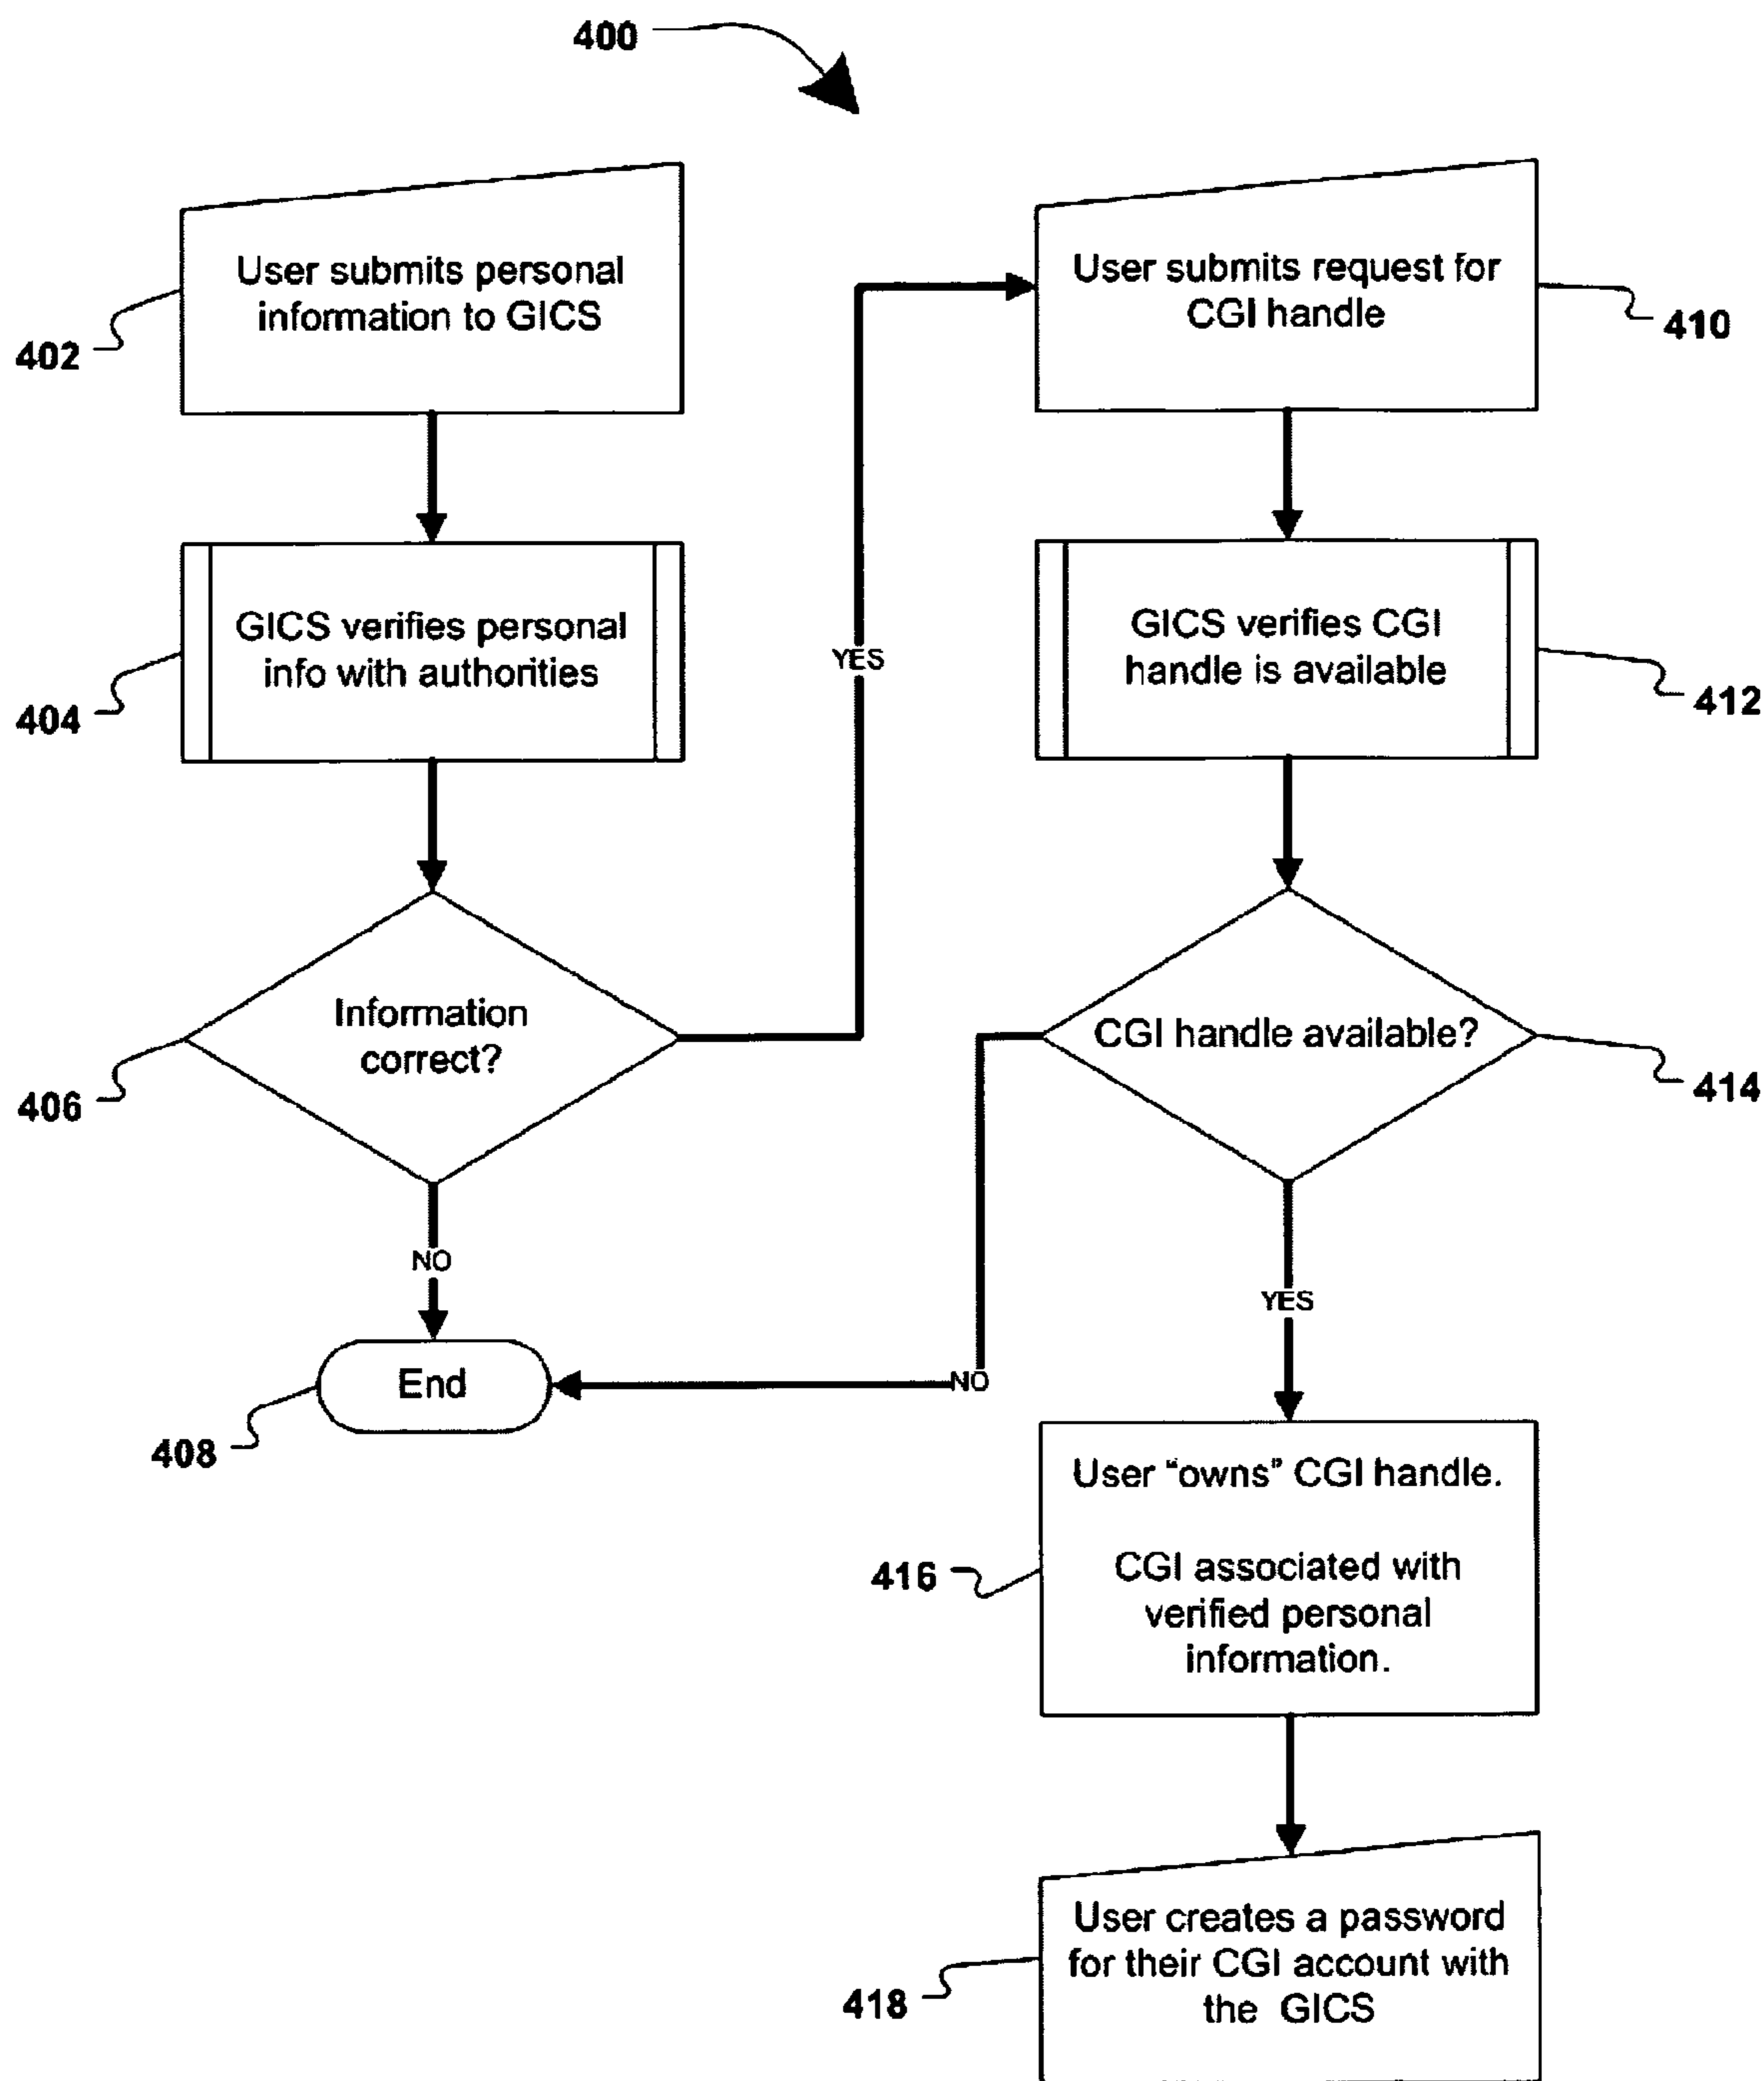 400
User submits personal
information to GICS
402
GICS verifies personal
info with authorities
404
Information
correct?
406
NO
End
408
YES
User submits request for
CGI handle
410
GICS verifies CGI
handle is available
412
CGI handle available?
414
NO
YES
User “owns” CGI handle.
CGI associated with
verified personal
information.
416
User creates a password
for their CGI account with
the GICS
418